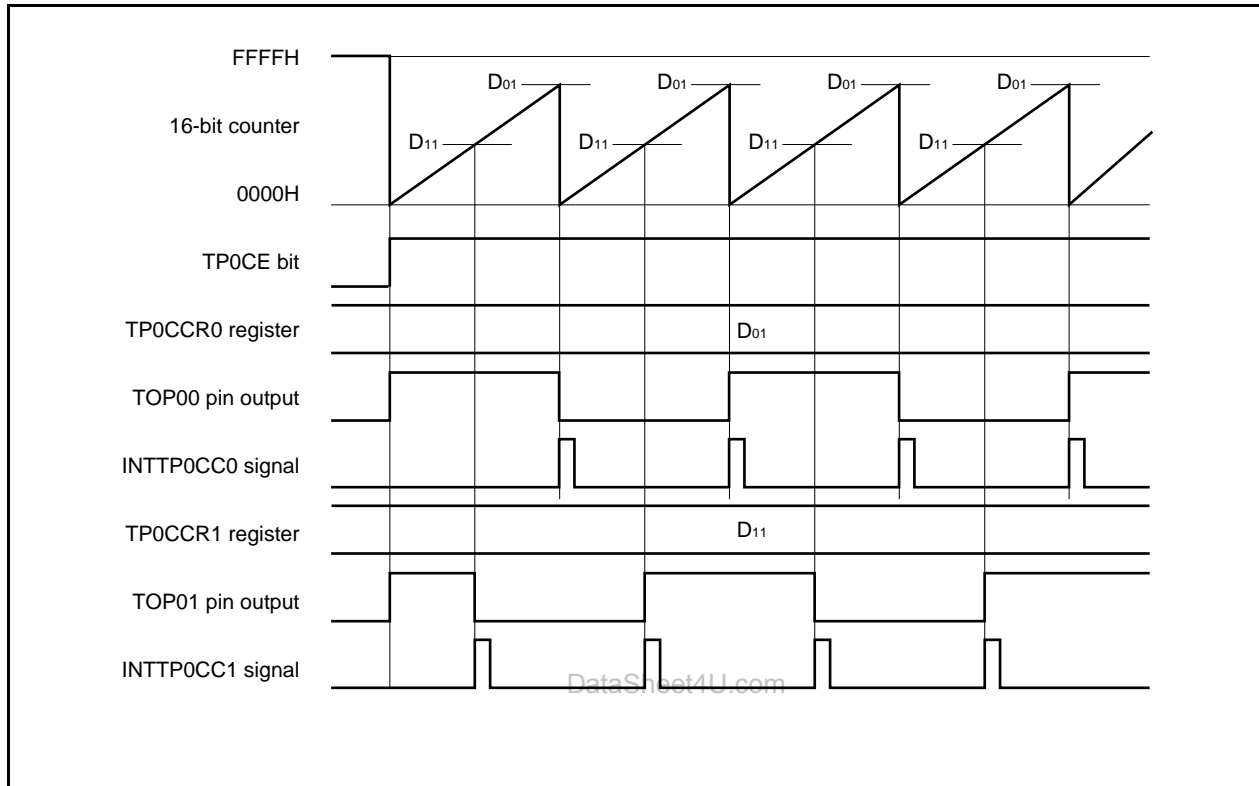 FFFFH
D01 D01 D01 D01
16-bit counter
D11 D11 D11 D11
0000H
TP0CE bit
TP0CCR0 register D01
TOP00 pin output
INTTP0CC0 signal
TP0CCR1 register D11
TOP01 pin output
INTTP0CC1 signal
DataSheet4U.com